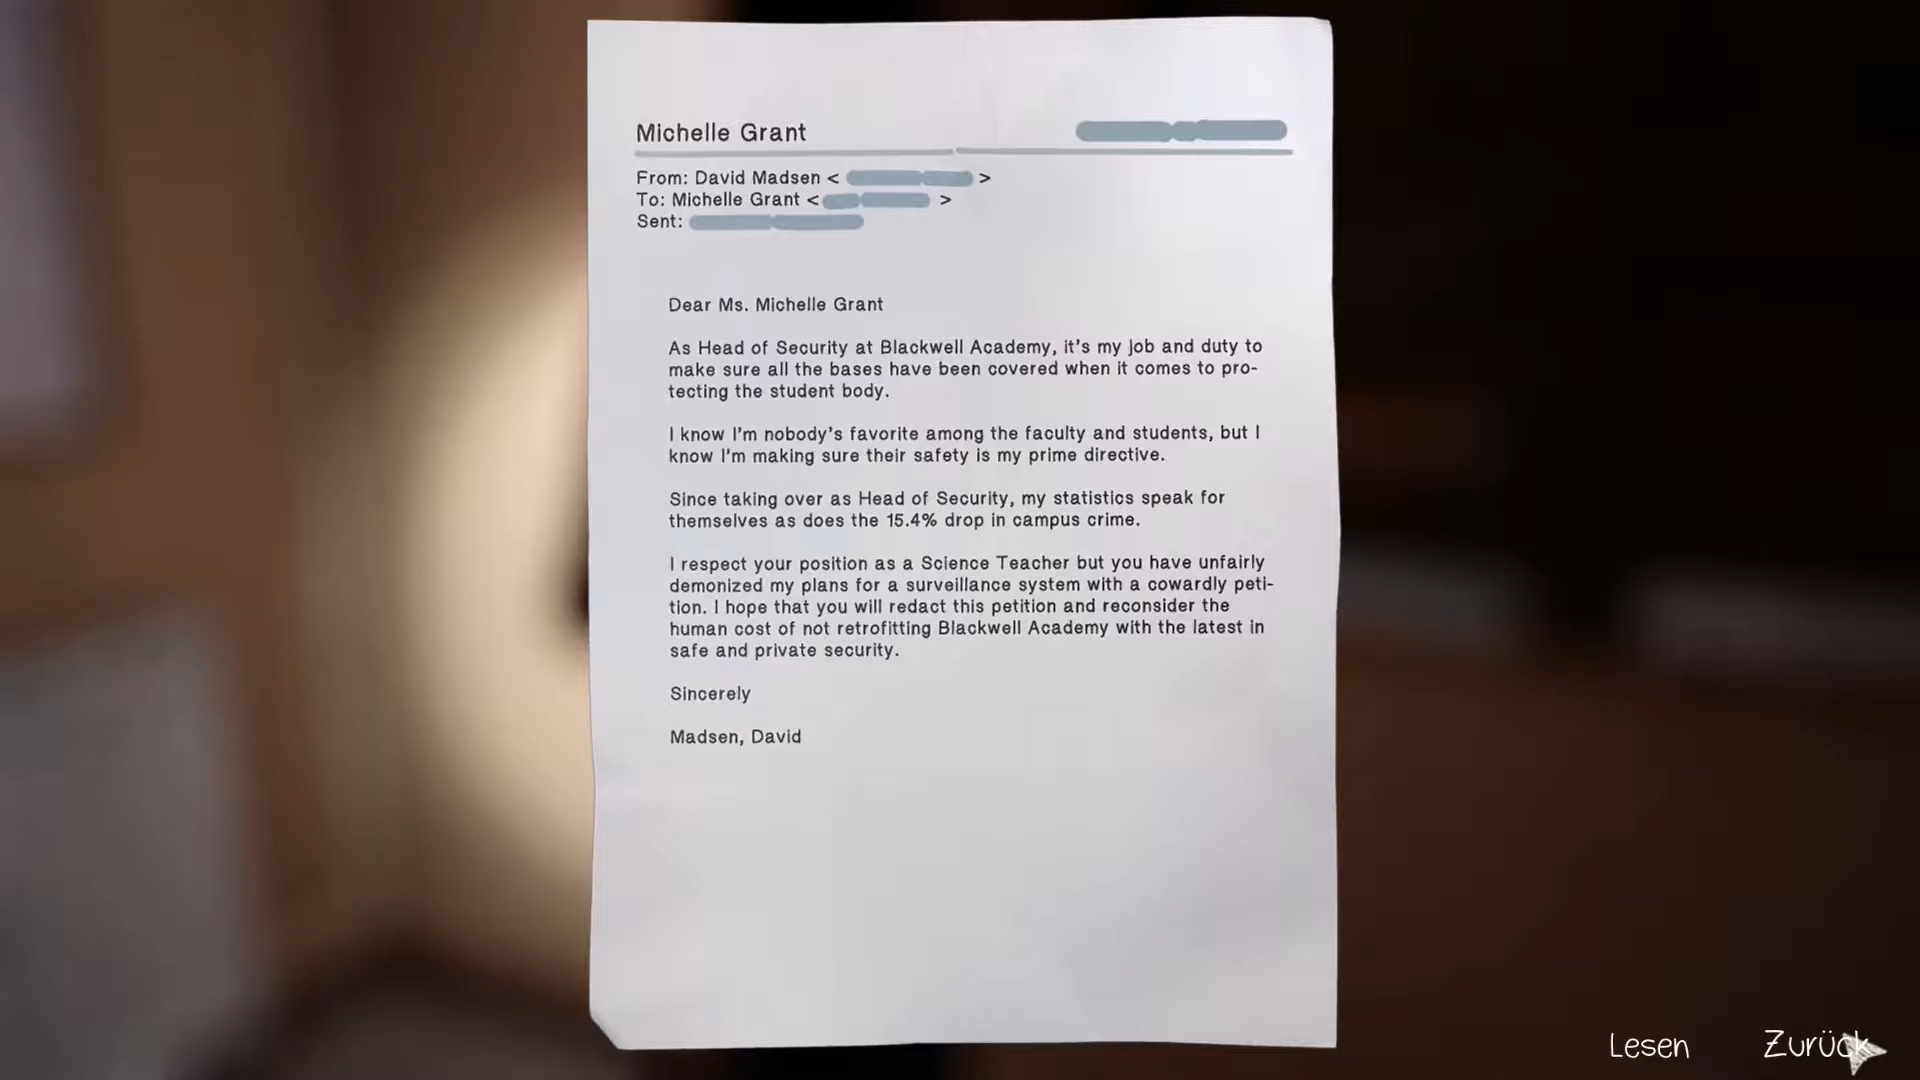 Michelle Grant
From: David Madsen < >
To: Michelle Grant < >
Sent:
Dear Ms. Michelle Grant
As Head of Security at Blackwell Academy, it's my job and duty to
make sure all the bases have been covered when it comes to pro-
tecting the student body.
I know I'm nobody's favorite among the faculty and students, but I
know I'm making sure their safety is my prime directive.
Since taking over as Head of Security, my statistics speak for
themselves as does the 15.4% drop in campus crime.
I respect your position as a Science Teacher but you have unfairly
demonized my plans for a surveillance system with a cowardly peti-
tion. I hope that you will redact this petition and reconsider the
human cost of not retrofitting Blackwell Academy with the latest in
safe and private security.
Sincerely
Madsen, David
Lesen Zurück